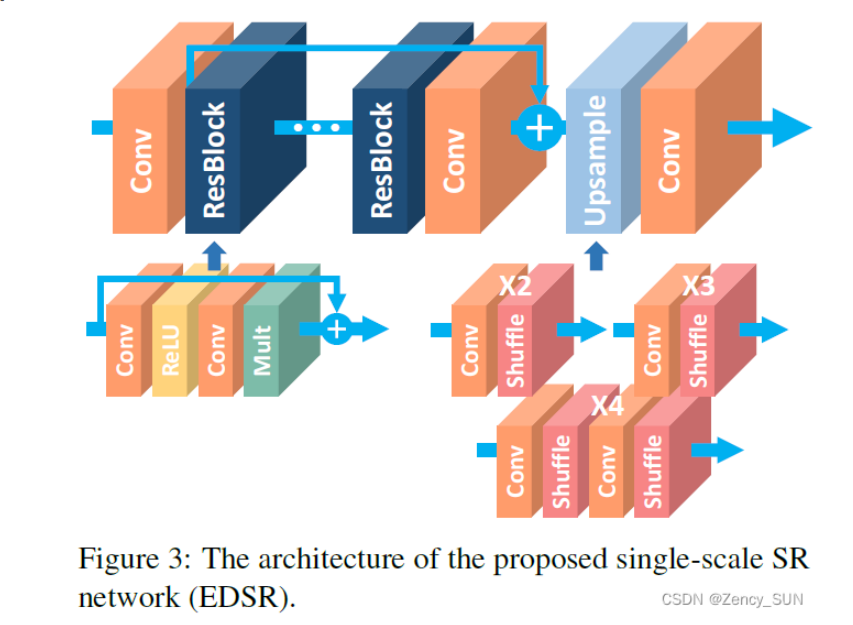 Conv
ResBlock
ResBlock
Conv
Upsample
Conv
Conv
ReLU
Conv
Mult
X2
Conv
Shuffle
X3
Conv
Shuffle
X4
Conv
Shuffle
Conv
Shuffle
Figure 3: The architecture of the proposed single-scale SR
network (EDSR).
CSDN @Zency_SUN